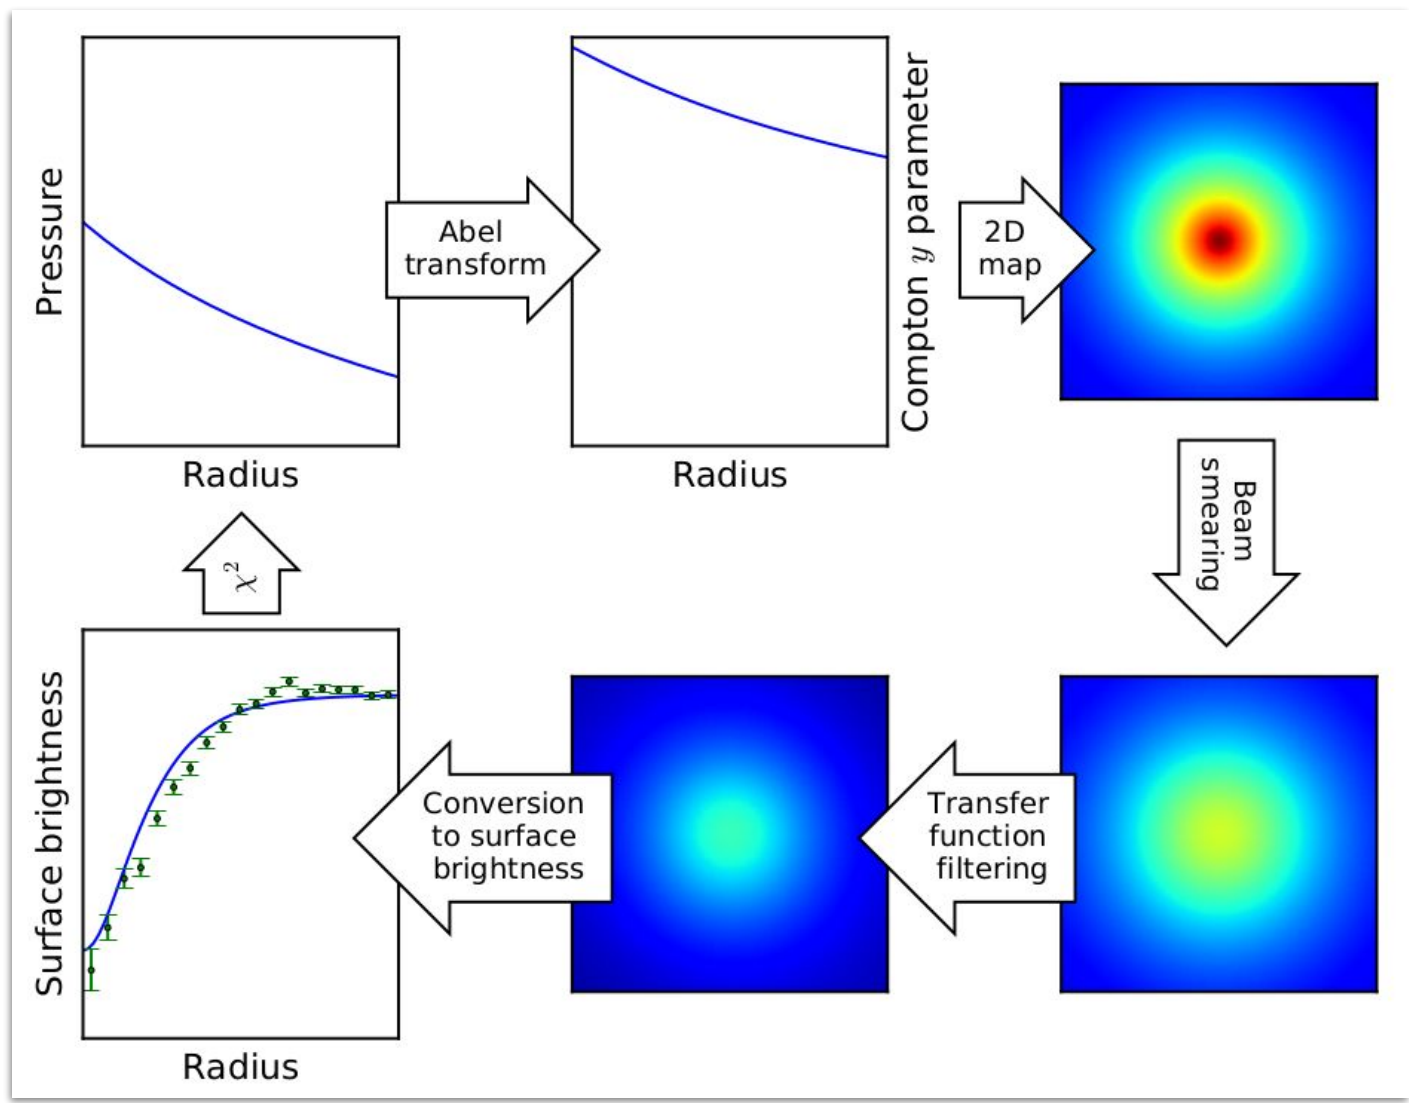 Pressure
Radius
Abel
transform
Compton y parameter
Radius
2D
map
Beam
smearing
Transfer
function
filtering
Conversion
to surface
brightness
Surface brightness
Radius
χ²